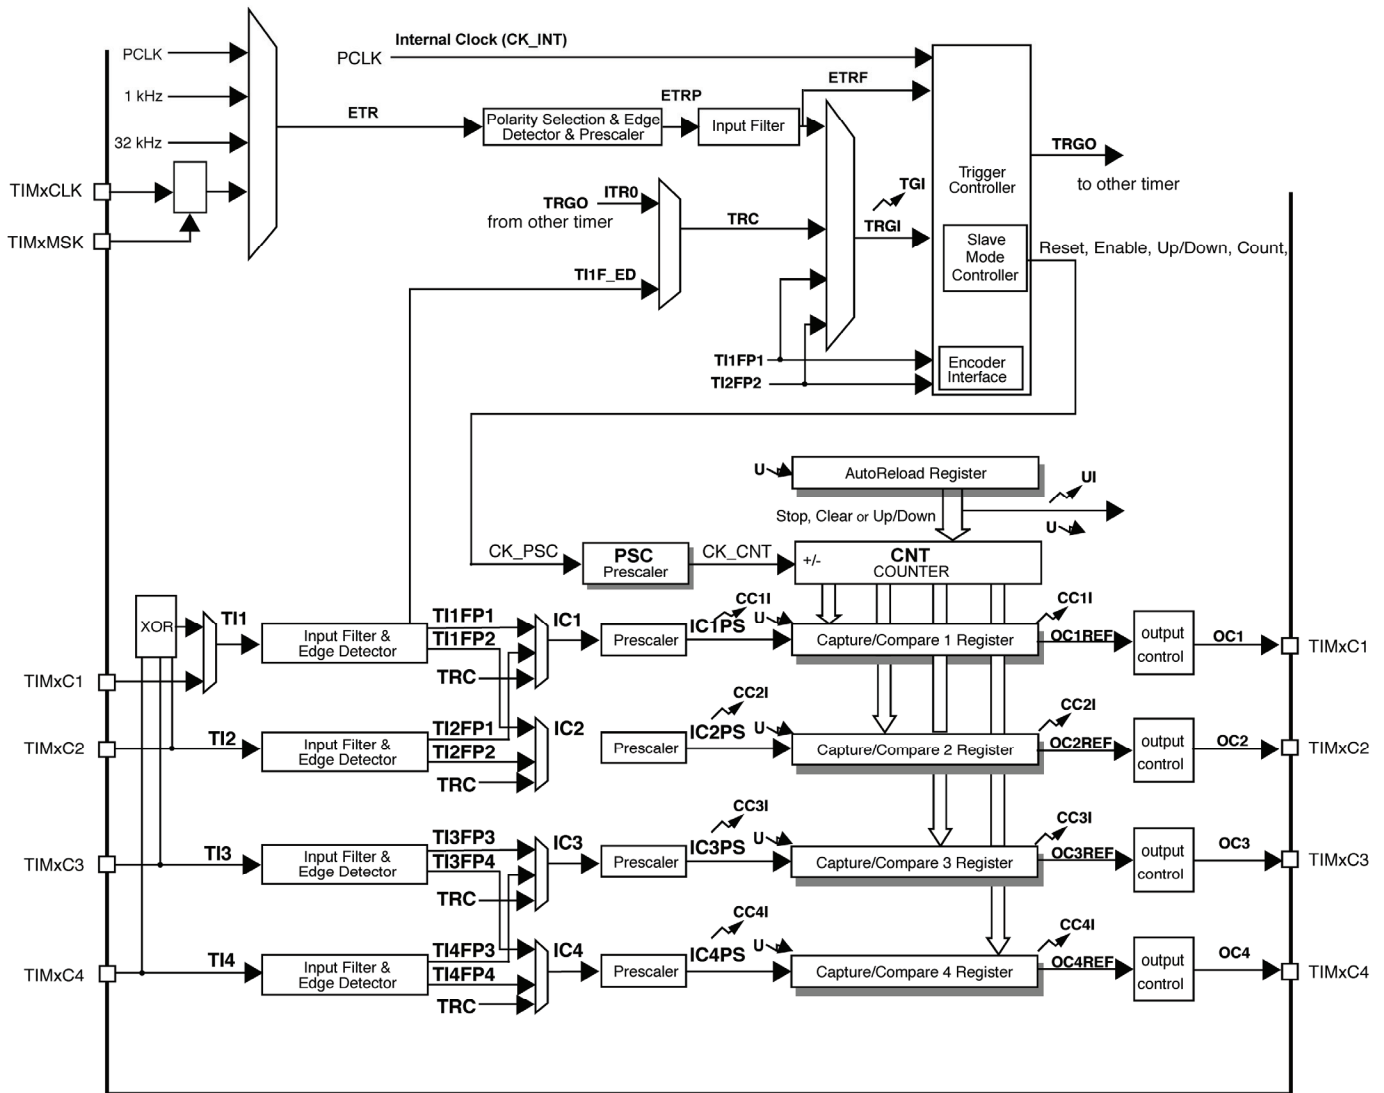 Internal Clock (CK_INT)
PCLK
PCLK
ETRF
1 kHz
ETR
ETRP
Polarity Selection & Edge
Detector & Prescaler
Input Filter
32 kHz
TRGO
to other timer
Trigger
Controller
TIMxCLK
TIMxMSK
ITR0
TRGO
from other timer
TRC
TGI
TRGI
Slave
Mode
Controller
Reset, Enable, Up/Down, Count,
TI1F_ED
TI1FP1
TI2FP2
Encoder
Interface
U
AutoReload Register
UI
Stop, Clear or Up/Down
U
CK_PSC
PSC
Prescaler
CK_CNT
+/-
CNT
COUNTER
XOR
TI1
Input Filter &
Edge Detector
TI1FP1
TI1FP2
TRC
IC1
Prescaler
CC1I
IC1PS
U
Capture/Compare 1 Register
CC1I
OC1REF
output
control
OC1
TIMxC1
TIMxC1
TIMxC2
TI2
Input Filter &
Edge Detector
TI2FP1
TI2FP2
TRC
IC2
Prescaler
CC2I
IC2PS
U
Capture/Compare 2 Register
CC2I
OC2REF
output
control
OC2
TIMxC2
TIMxC3
TI3
Input Filter &
Edge Detector
TI3FP3
TI3FP4
TRC
IC3
Prescaler
CC3I
IC3PS
U
Capture/Compare 3 Register
CC3I
OC3REF
output
control
OC3
TIMxC3
TIMxC4
TI4
Input Filter &
Edge Detector
TI4FP3
TI4FP4
TRC
IC4
Prescaler
CC4I
IC4PS
U
Capture/Compare 4 Register
CC4I
OC4REF
output
control
OC4
TIMxC4